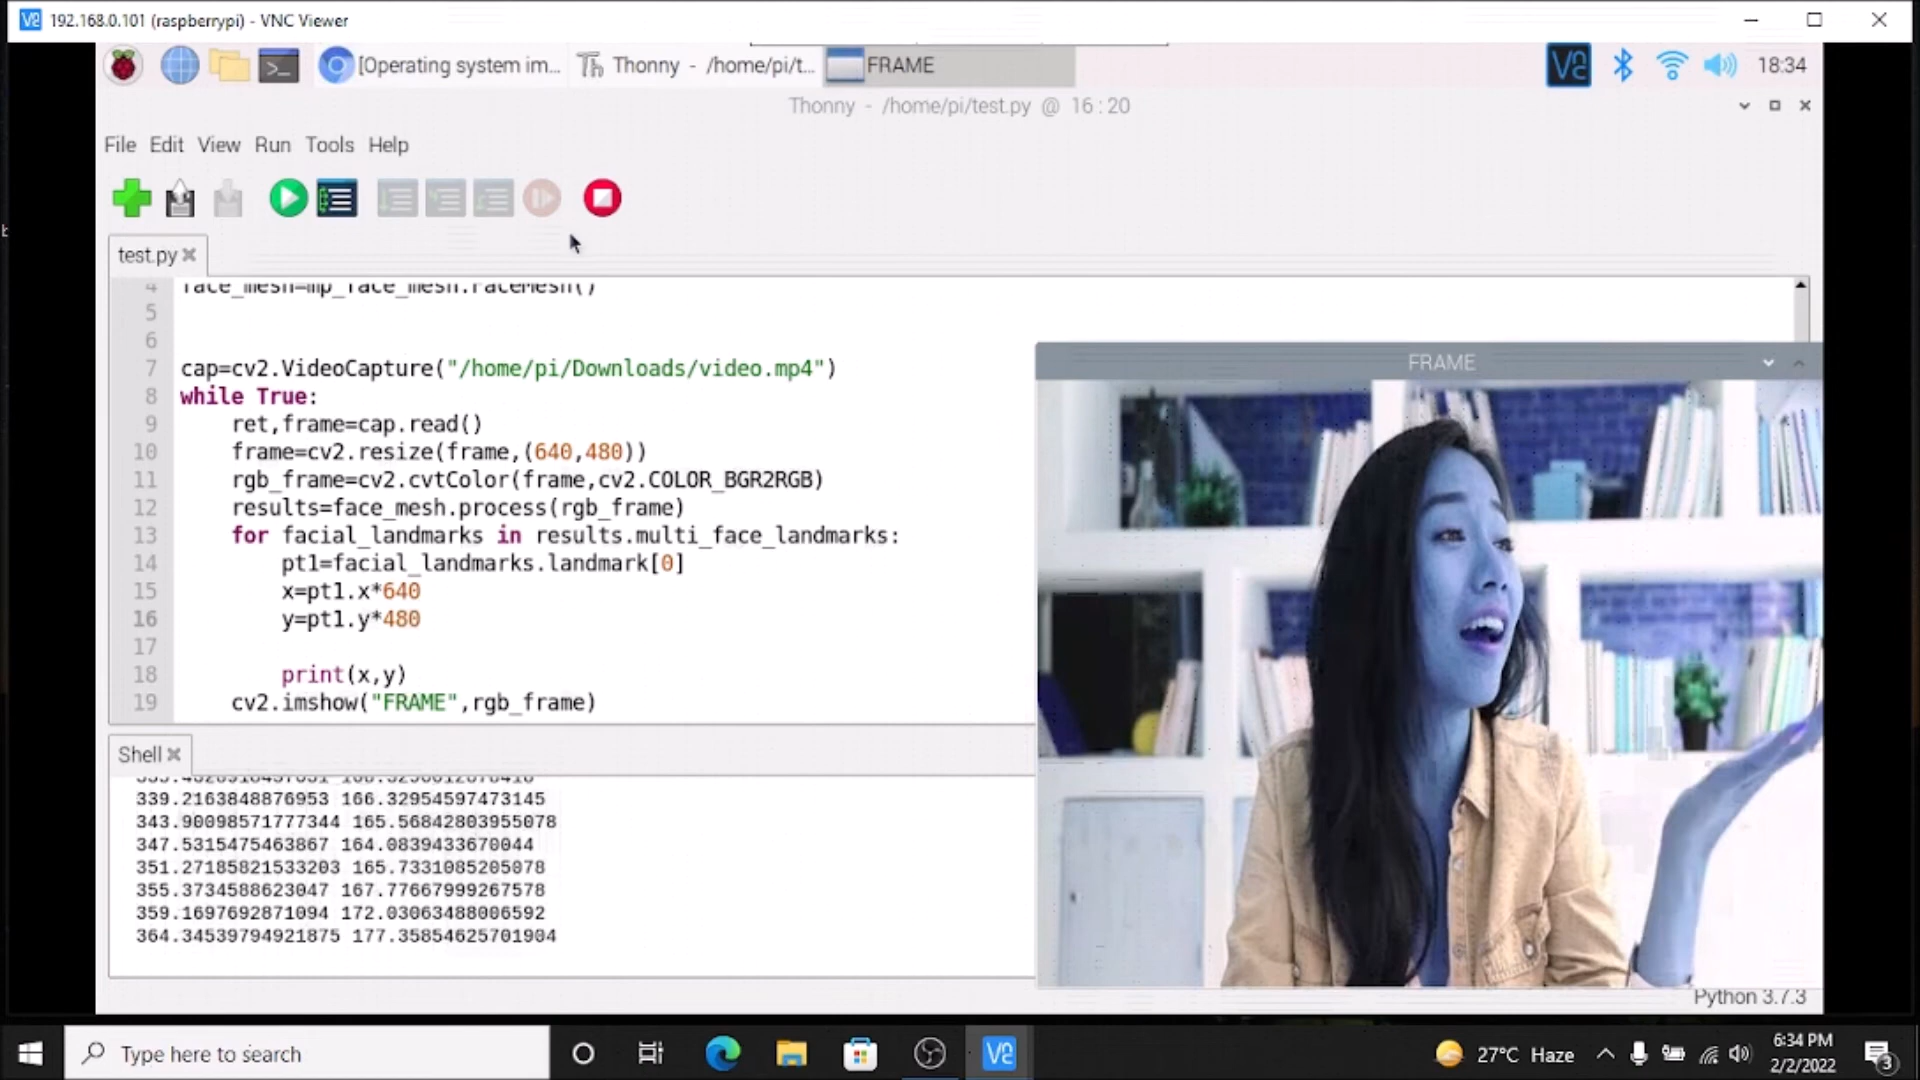 192.168.0.101 (raspberrypi) - VNC Viewer
[Operating system im...
Thonny - /home/pi/t...
FRAME
18:34
Thonny - /home/pi/test.py @ 16:20
File Edit View Run Tools Help
test.py
4 face_mesh=mp_face_mesh.FaceMesh()
5
6
7 cap=cv2.VideoCapture("/home/pi/Downloads/video.mp4")
8 while True:
9 ret,frame=cap.read()
10 frame=cv2.resize(frame,(640,480))
11 rgb_frame=cv2.cvtColor(frame,cv2.COLOR_BGR2RGB)
12 results=face_mesh.process(rgb_frame)
13 for facial_landmarks in results.multi_face_landmarks:
14 pt1=facial_landmarks.landmark[0]
15 x=pt1.x*640
16 y=pt1.y*480
17
18 print(x,y)
19 cv2.imshow("FRAME",rgb_frame)
FRAME
Shell
339.2163848876953 166.32954597473145
343.90098571777344 165.56842803955078
347.5315475463867 164.0839433670044
351.27185821533203 165.7331085205078
355.3734588623047 167.77667999267578
359.1697692871094 172.03063488006592
364.34539794921875 177.35854625701904
Python 3.7.3
Type here to search
27°C Haze
6:34 PM
2/2/2022
3